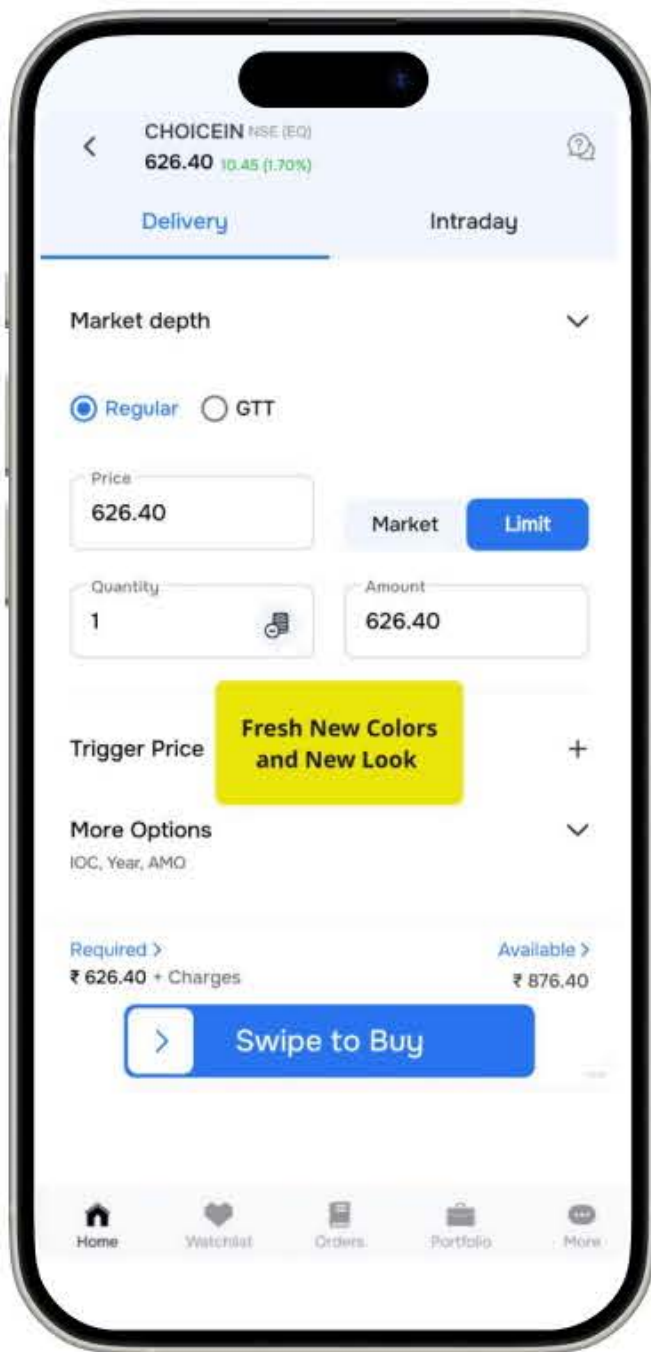 CHOICEIN NSE (EQ)
626.40 10.45 (1.70%)
Delivery Intraday
Market depth
Regular GTT
Price
626.40
Market Limit
Quantity Amount
1 626.40
Fresh New Colors
and New Look
Trigger Price +
More Options
IOC, Year, AMO
Required > Available >
₹ 626.40 + Charges ₹ 876.40
> Swipe to Buy
Home Watchlist Orders Portfolio More